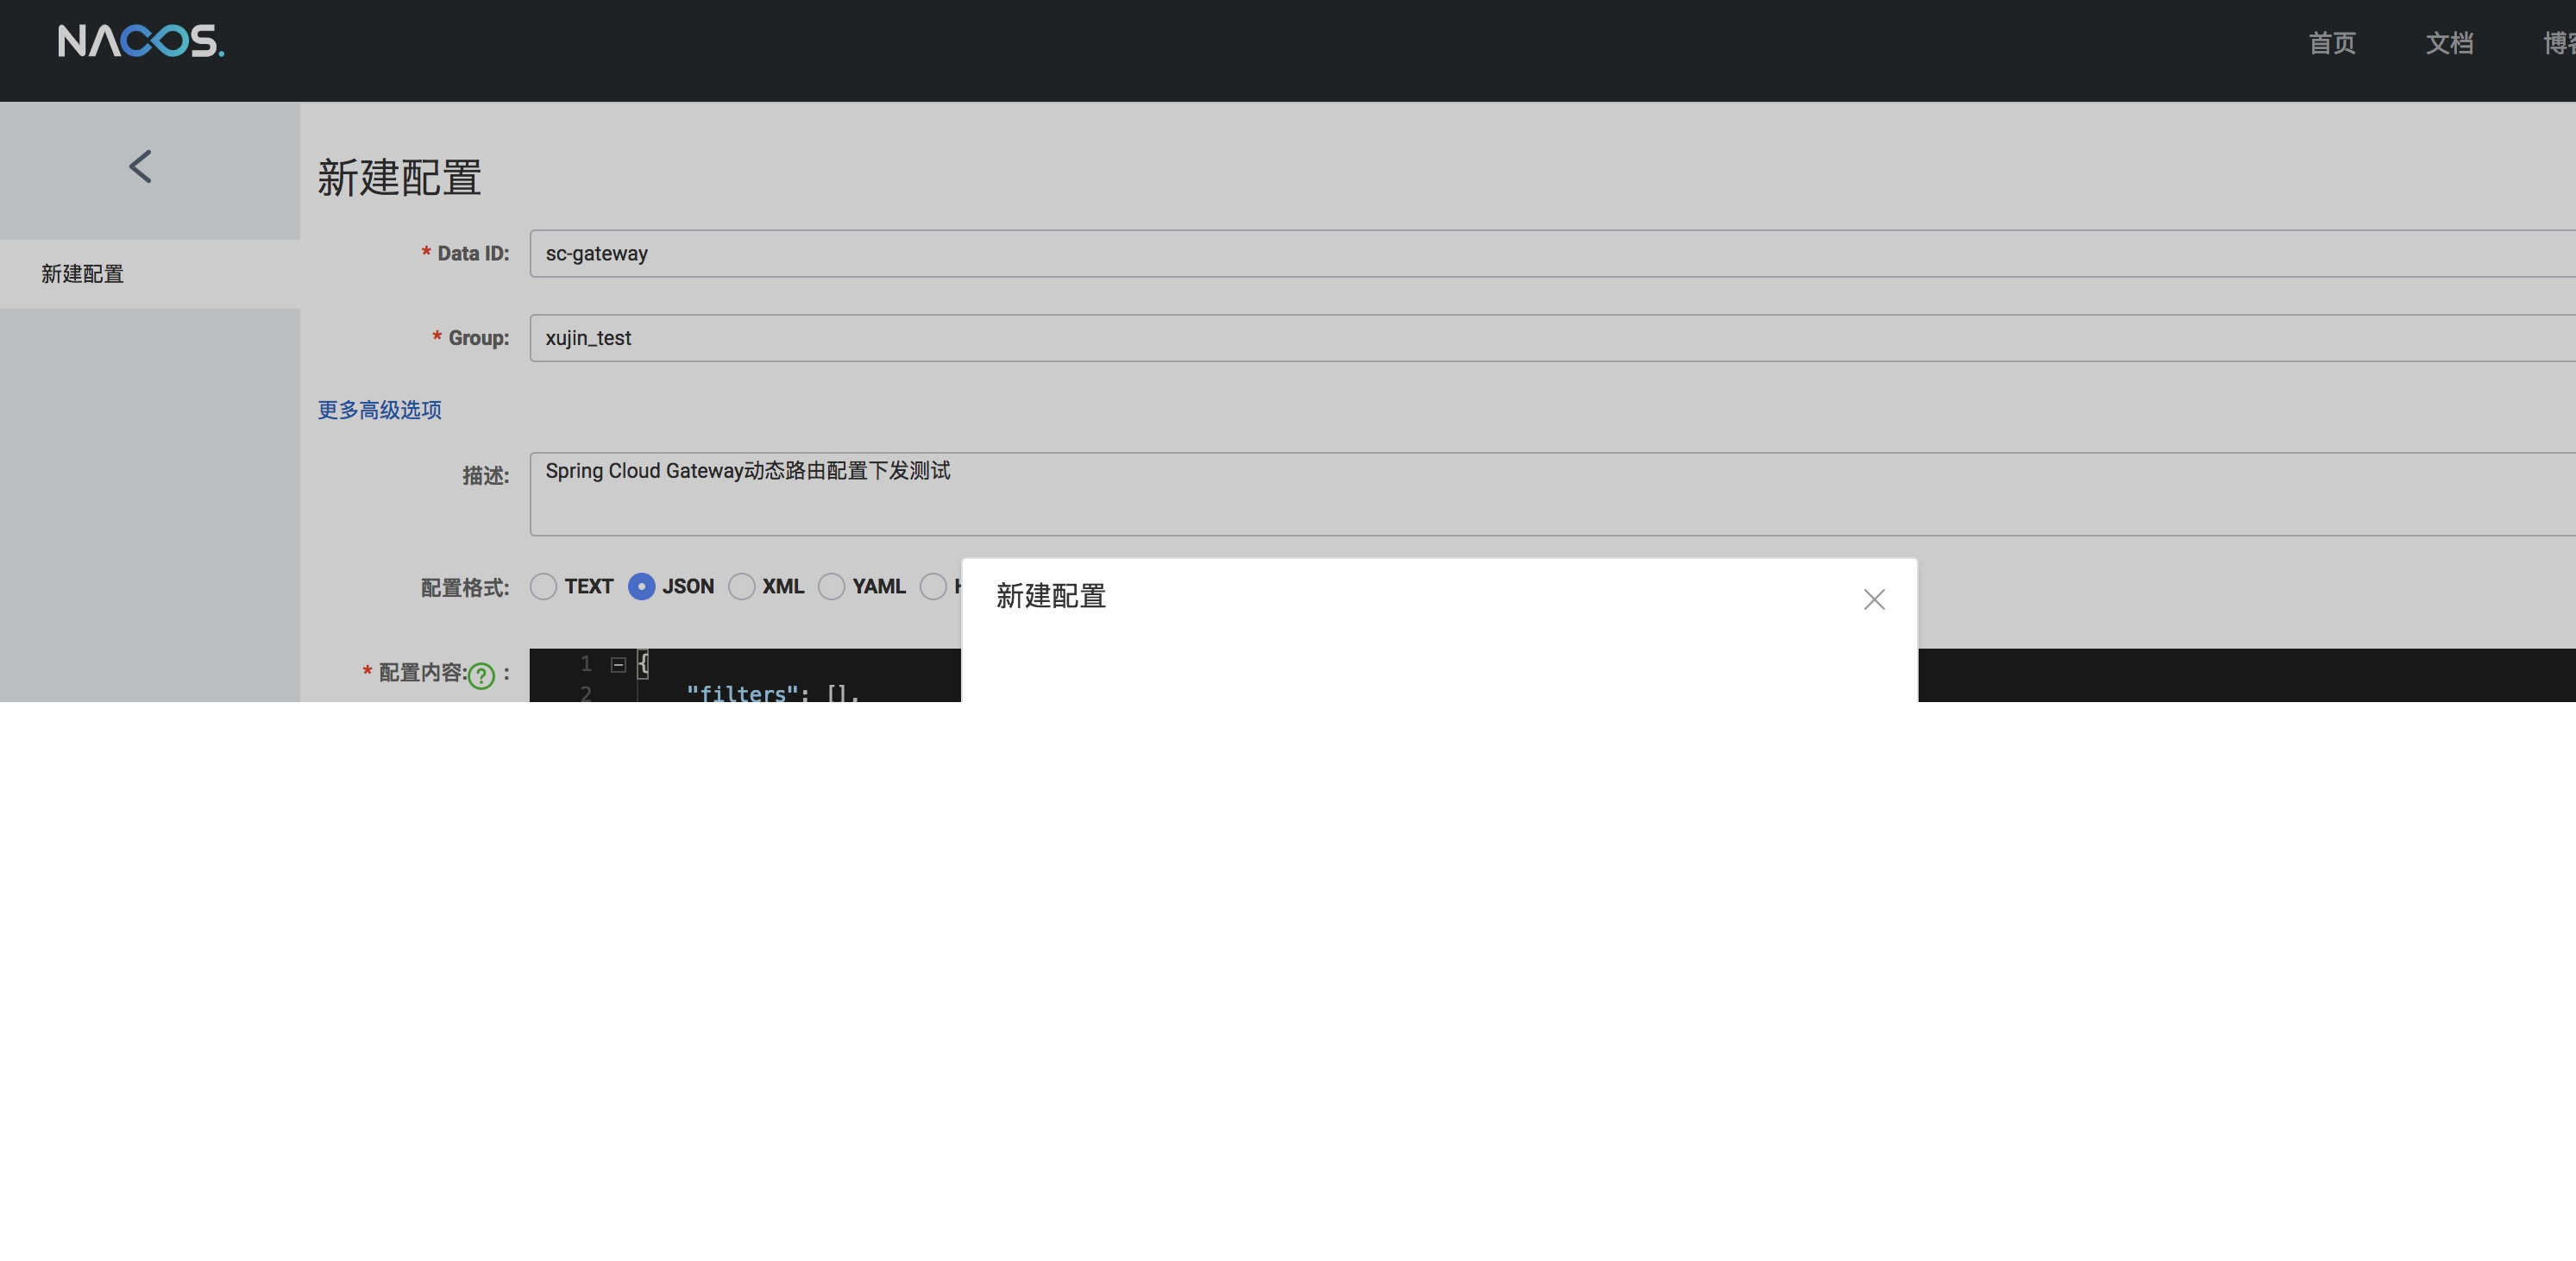 NACOS.
首页 文档
新建配置
新建配置
* Data ID: sc-gateway
* Group: xujin_test
更多高级选项
描述: Spring Cloud Gateway动态路由配置下发测试
配置格式: TEXT JSON XML YAML
新建配置
* 配置内容:? :
1 {
2 "filters": [],